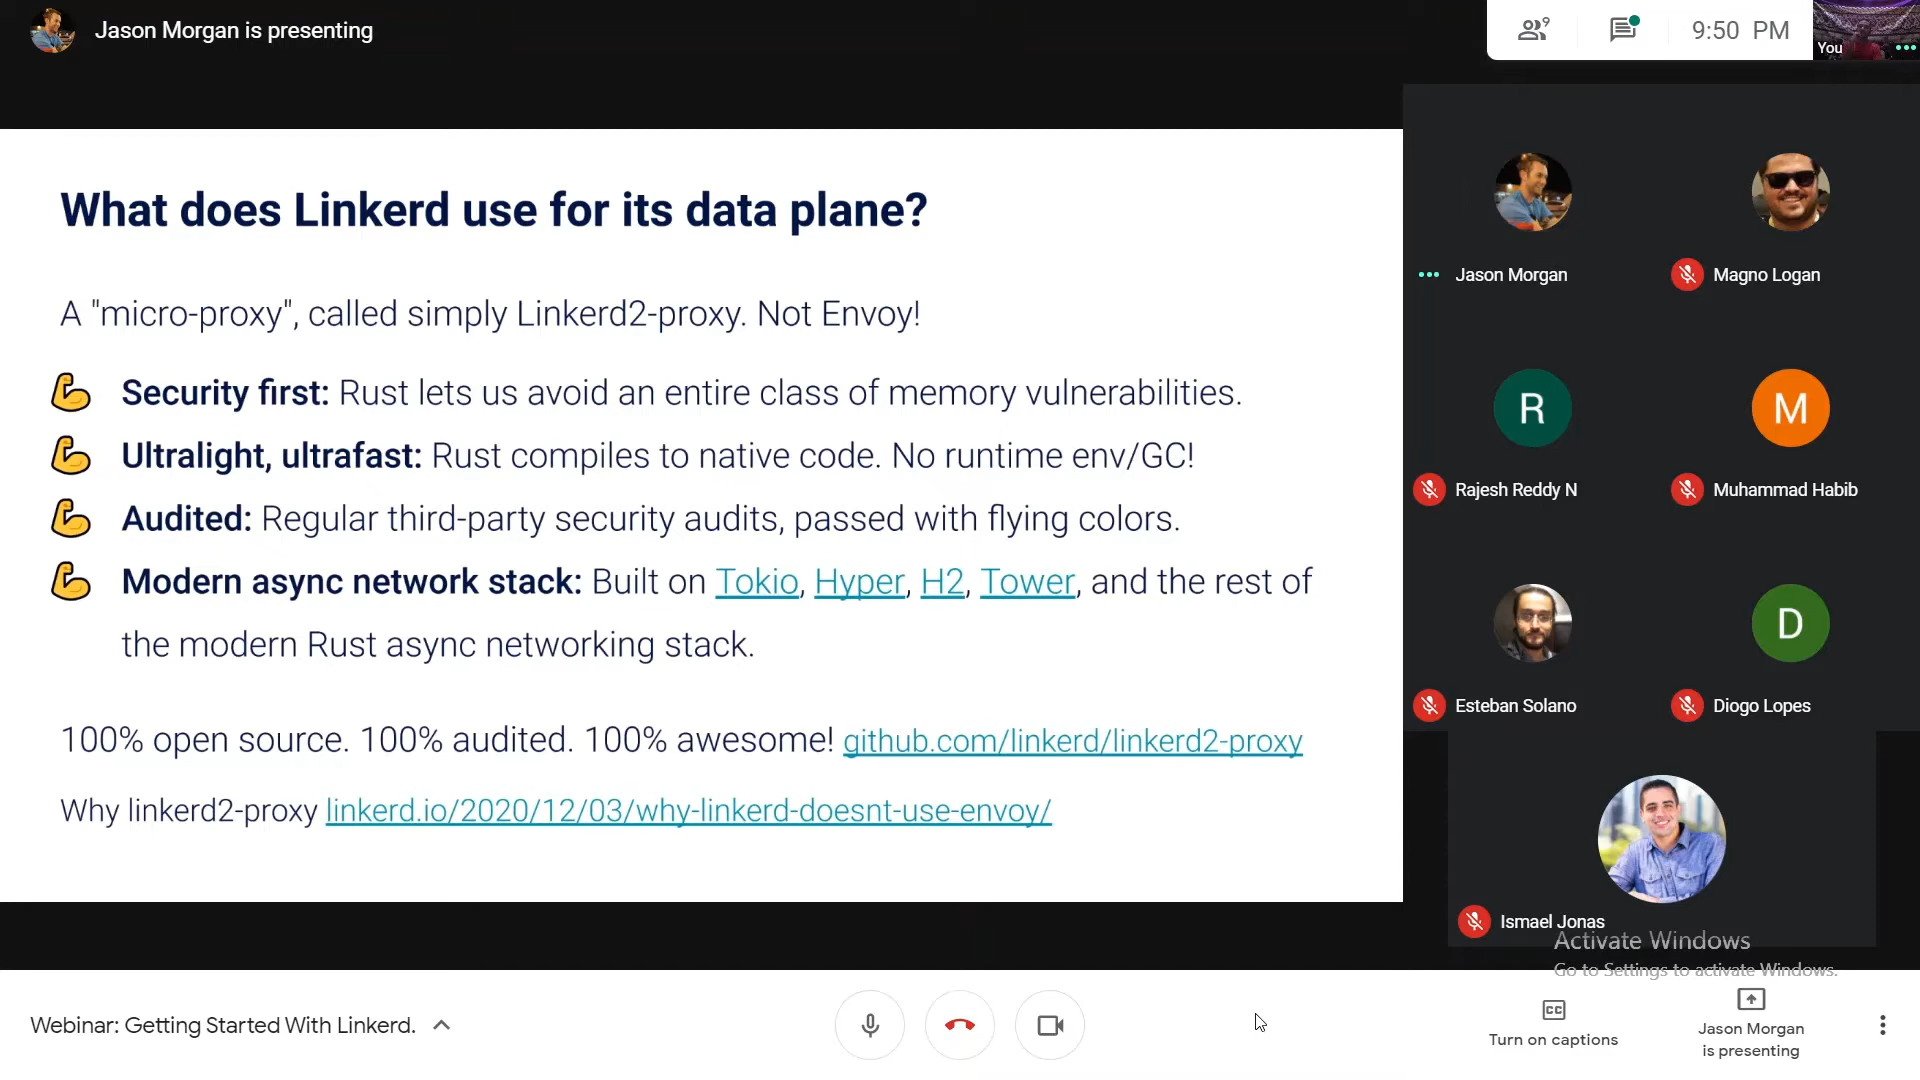 Jason Morgan is presenting
9
9:50 PM
You
What does Linkerd use for its data plane?
A "micro-proxy", called simply Linkerd2-proxy. Not Envoy!
Security first: Rust lets us avoid an entire class of memory vulnerabilities.
Ultralight, ultrafast: Rust compiles to native code. No runtime env/GC!
Audited: Regular third-party security audits, passed with flying colors.
Modern async network stack: Built on Tokio, Hyper, H2, Tower, and the rest of
the modern Rust async networking stack.
100% open source. 100% audited. 100% awesome! github.com/linkerd/linkerd2-proxy
Why linkerd2-proxy linkerd.io/2020/12/03/why-linkerd-doesnt-use-envoy/
Jason Morgan
Magno Logan
R
M
Rajesh Reddy N
Muhammad Habib
D
Esteban Solano
Diogo Lopes
Ismael Jonas
Activate Windows
Go to Settings to activate Windows.
Webinar: Getting Started With Linkerd.
CC
Turn on captions
Jason Morgan
is presenting